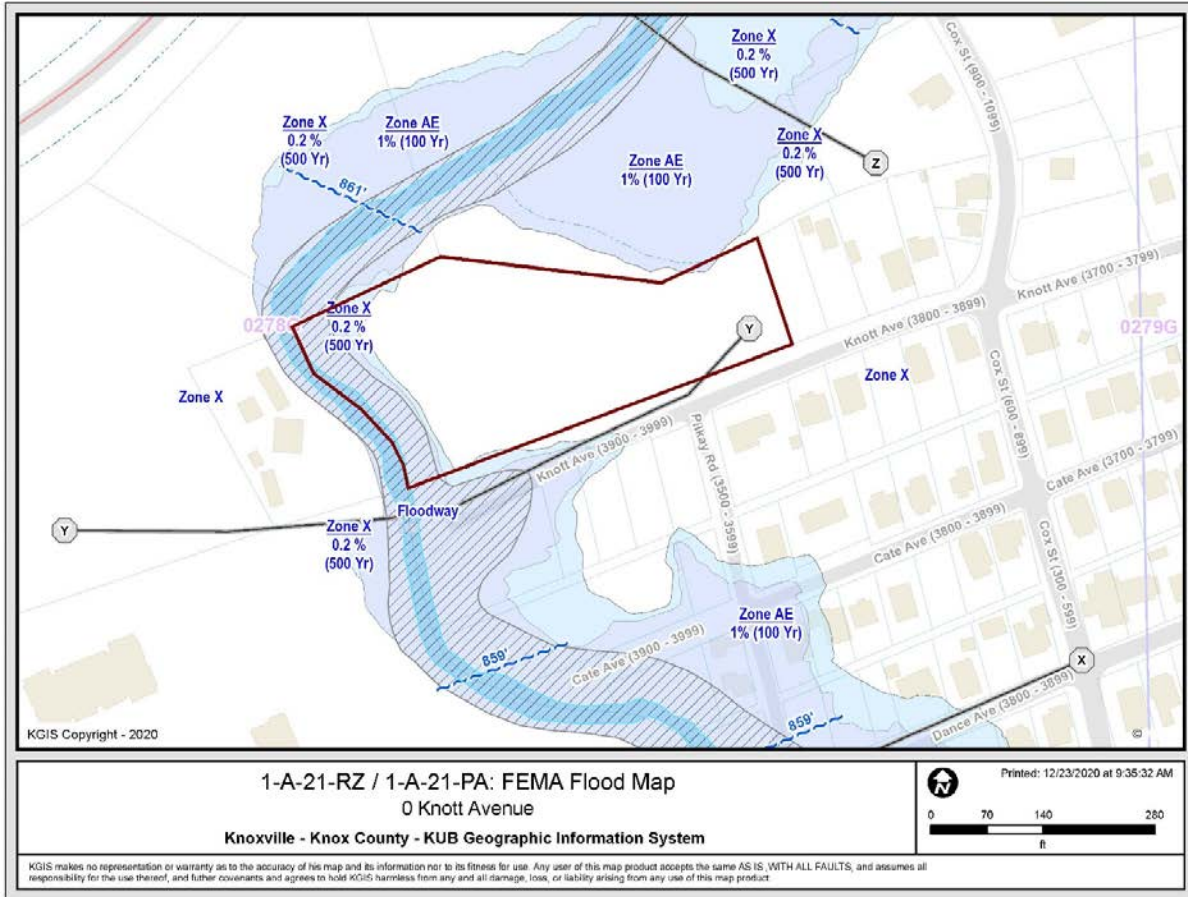 Zone X
0.2 %
(500 Yr)
Cox St (900 - 1099)
Zone X
0.2 %
(500 Yr)
Zone AE
1% (100 Yr)
Zone X
0.2 %
(500 Yr)
Z
Zone AE
1% (100 Yr)
861'
Knott Ave (3700 - 3799)
Knott Ave (3800 - 3899)
0278G
Zone X
0.2 %
(500 Yr)
Y
0279G
Zone X
Zone X
Cox St (600 - 899)
Knott Ave (3900 - 3999)
Pilkay Rd (3500 - 3599)
Cate Ave (3700 - 3799)
Floodway
Y
Zone X
0.2 %
(500 Yr)
Cate Ave (3800 - 3899)
Cox St (300 - 599)
Zone AE
1% (100 Yr)
859'
Cate Ave (3900 - 3999)
X
859'
Dance Ave (3800 - 3899)
KGIS Copyright - 2020
©
1-A-21-RZ / 1-A-21-PA: FEMA Flood Map
0 Knott Avenue
Knoxville - Knox County - KUB Geographic Information System
N
Printed: 12/23/2020 at 9:35:32 AM
0 70 140 280
ft
KGIS makes no representation or warranty as to the accuracy of his map and its information nor to its fitness for use. Any user of this map product accepts the same AS IS ,WITH ALL FAULTS, and assumes all
responsibility for the use thereof, and futher covenants and agrees to hold KGIS harmless from any and all damage, loss, or liability arising from any use of this map product.